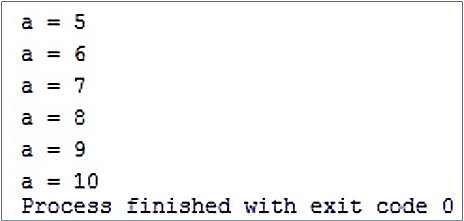 a = 5
a = 6
a = 7
a = 8
a = 9
a = 10
Process finished with exit code 0